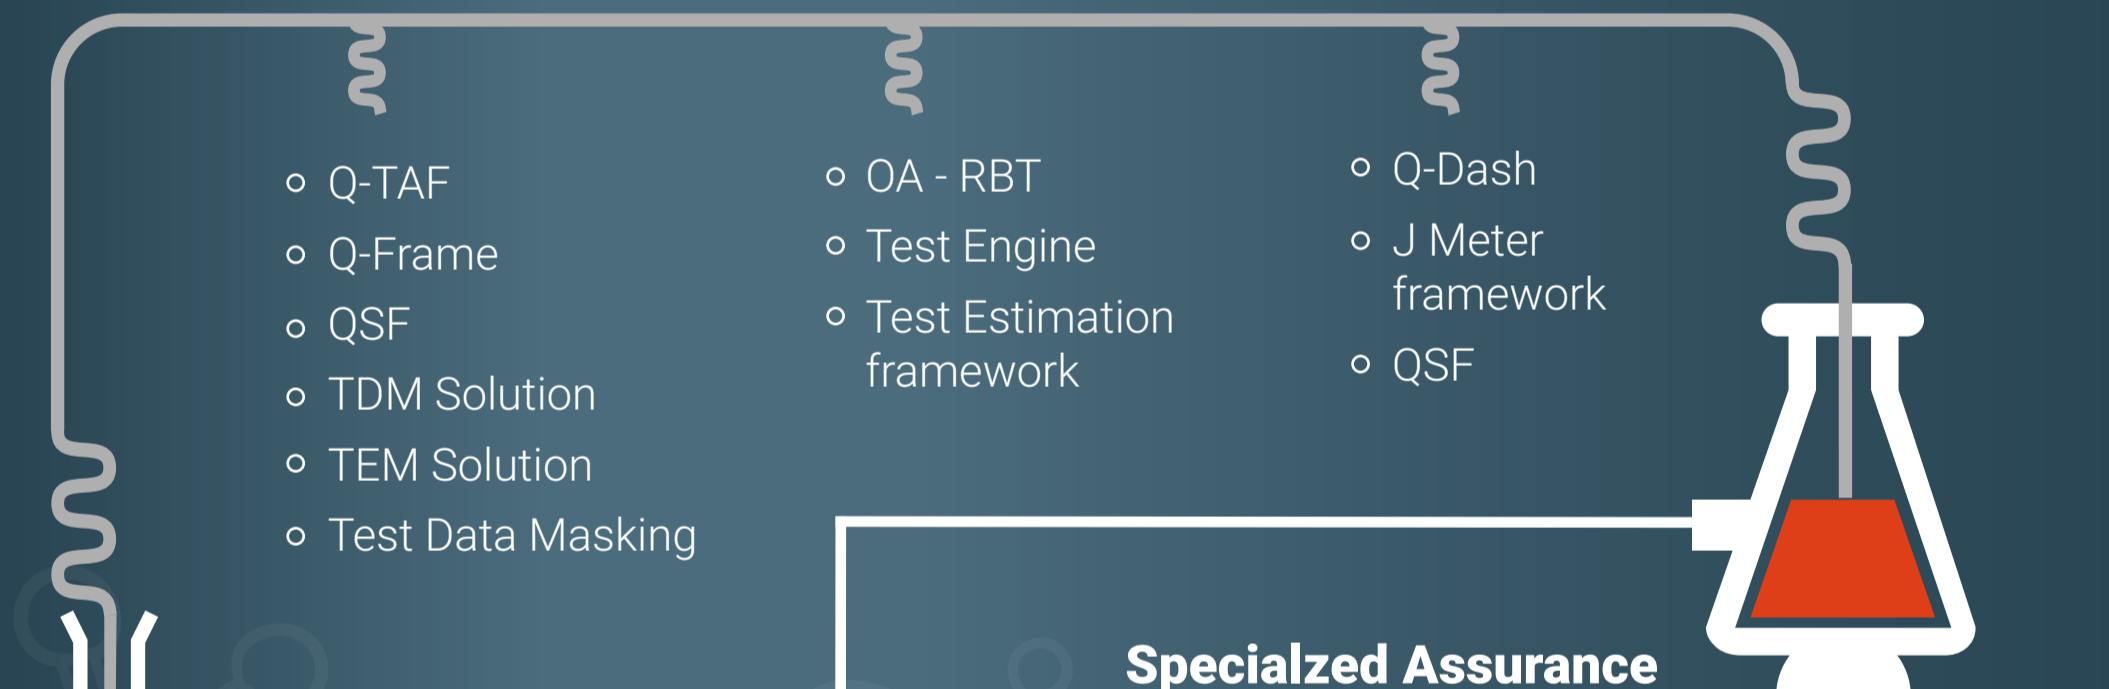 Q-TAF
Q-Frame
QSF
TDM Solution
TEM Solution
Test Data Masking
OA - RBT
Test Engine
Test Estimation
framework
Q-Dash
J Meter
framework
QSF
Specialzed Assurance